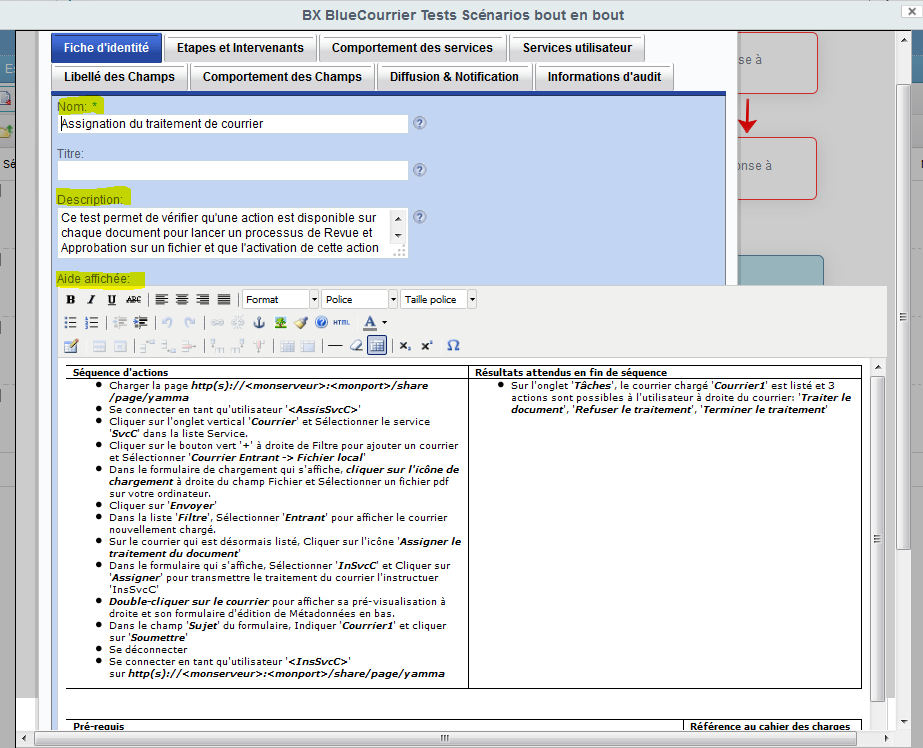 BX BlueCourrier Tests Scénarios bout en bout
Fiche d'identité Etapes et Intervenants Comportement des services Services utilisateur
Libellé des Champs Comportement des Champs Diffusion & Notification Informations d'audit
se à
Nom: *
Assignation du traitement de courrier
Titre:
nse à
Description:
Ce test permet de vérifier qu'une action est disponible sur
chaque document pour lancer un processus de Revue et
Approbation sur un fichier et que l'activation de cette action
Aide affichée:
B I U ABC Format Police Taille police
HTML A
x₂ x² Ω
Séquence d'actions
Charger la page http(s)://<monserveur>:<monport>/share
/page/yamma
Se connecter en tant qu'utilisateur '<AssisSvcC>'
Cliquer sur l'onglet vertical 'Courrier' et Sélectionner le service
'SvcC' dans la liste Service.
Cliquer sur le bouton vert '+' à droite de Filtre pour ajouter un courrier
et Sélectionner 'Courrier Entrant -> Fichier local'
Dans le formulaire de chargement qui s'affiche, cliquer sur l'icône de
chargement à droite du champ Fichier et Sélectionner un fichier pdf
sur votre ordinateur.
Cliquer sur 'Envoyer'
Dans la liste 'Filtre', Sélectionner 'Entrant' pour afficher le courrier
nouvellement chargé.
Sur le courrier qui est désormais listé, Cliquer sur l'icône 'Assigner le
traitement du document'
Dans le formulaire qui s'affiche, Sélectionner 'InSvcC' et Cliquer sur
'Assigner' pour transmettre le traitement du courrier l'instructuer
'InsSvcC'
Double-cliquer sur le courrier pour afficher sa pré-visualisation à
droite et son formulaire d'édition de Métadonnées en bas.
Dans le champ 'Sujet' du formulaire, Indiquer 'Courrier1' et cliquer
sur 'Soumettre'
Se déconnecter
Se connecter en tant qu'utilisateur '<InsSvcC>'
sur http(s)://<monserveur>:<monport>/share/page/yamma
Résultats attendus en fin de séquence
Sur l'onglet 'Tâches', le courrier chargé 'Courrier1' est listé et 3
actions sont possibles à l'utilisateur à droite du courrier: 'Traiter le
document', 'Refuser le traitement', 'Terminer le traitement'
Pré-requis Référence au cahier des charges